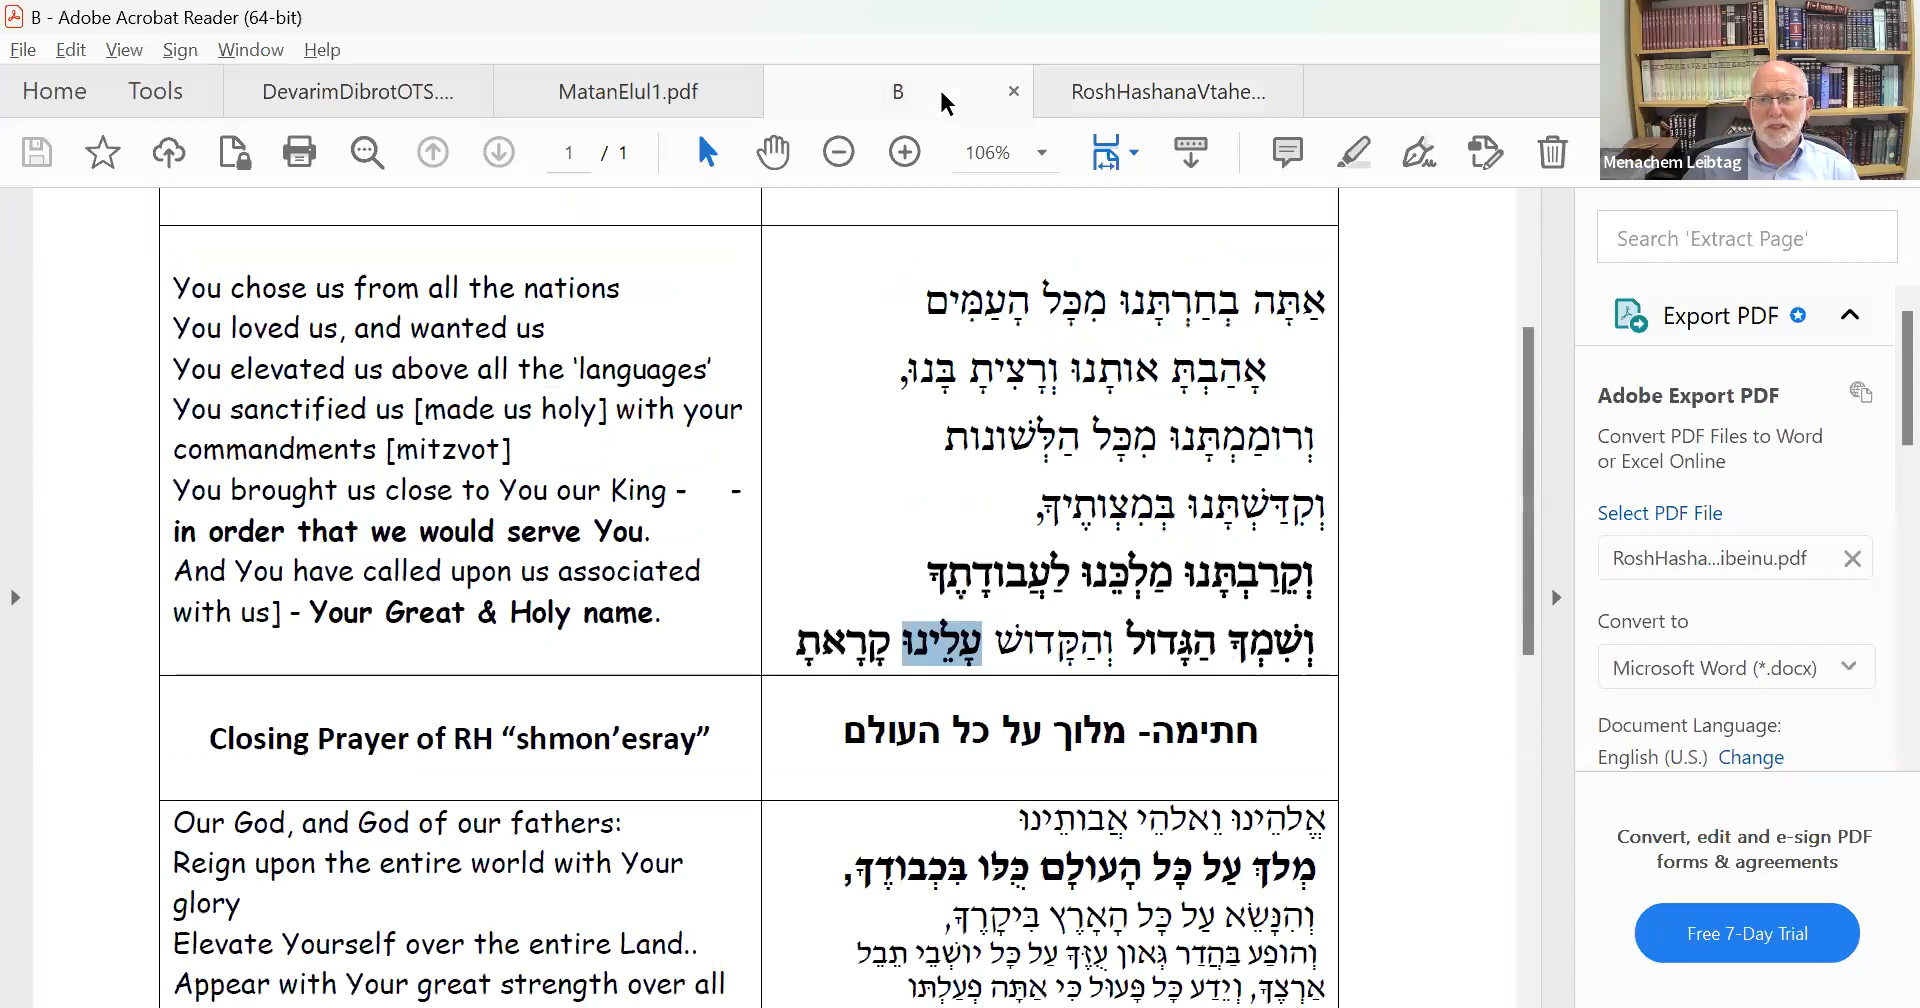 B - Adobe Acrobat Reader (64-bit)
File Edit View Sign Window Help
Home Tools DevarimDibrotOTS.... MatanElul1.pdf B × RoshHashanaVtahe...
1 / 1 106%
Menachem Leibtag
You chose us from all the nations
You loved us, and wanted us
You elevated us above all the ‘languages’
You sanctified us [made us holy] with your
commandments [mitzvot]
You brought us close to You our King - -
in order that we would serve You.
And You have called upon us associated
with us] - Your Great & Holy name.
אַתָּה בְחַרְתָּנוּ מִכָּל הָעַמִּים
אָהַבְתָּ אוֹתָנוּ וְרָצִיתָ בָּנוּ,
וְרוֹמַמְתָּנוּ מִכָּל הַלְּשׁוֹנוֹת
וְקִדַּשְׁתָּנוּ בְּמִצְוֹתֶיךָ,
וְקֵרַבְתָּנוּ מַלְכֵּנוּ לַעֲבוֹדָתֶךָ
וְשִׁמְךָ הַגָּדוֹל וְהַקָּדוֹשׁ עָלֵינוּ קָרָאתָ
Closing Prayer of RH “shmon’esray”
חתימה- מלוך על כל העולם
Our God, and God of our fathers:
Reign upon the entire world with Your
glory
Elevate Yourself over the entire Land..
Appear with Your great strength over all
אֱלֹהֵינוּ וֵאלֹהֵי אֲבוֹתֵינוּ
מְלֹךְ עַל כָּל הָעוֹלָם כֻּלּוֹ בִּכְבוֹדֶךָ,
וְהִנָּשֵׂא עַל כָּל הָאָרֶץ בִּיקָרֶךָ,
וְהוֹפַע בַּהֲדַר גְּאוֹן עֻזֶּךָ עַל כָּל יוֹשְׁבֵי תֵבֵל
אַרְצֶךָ, וְיֵדַע כָּל פָּעוּל כִּי אַתָּה פְעַלְתּוֹ
Search 'Extract Page'
Export PDF
Adobe Export PDF
Convert PDF Files to Word
or Excel Online
Select PDF File
RoshHasha...ibeinu.pdf
Convert to
Microsoft Word (*.docx)
Document Language:
English (U.S.) Change
Convert, edit and e-sign PDF
forms & agreements
Free 7-Day Trial